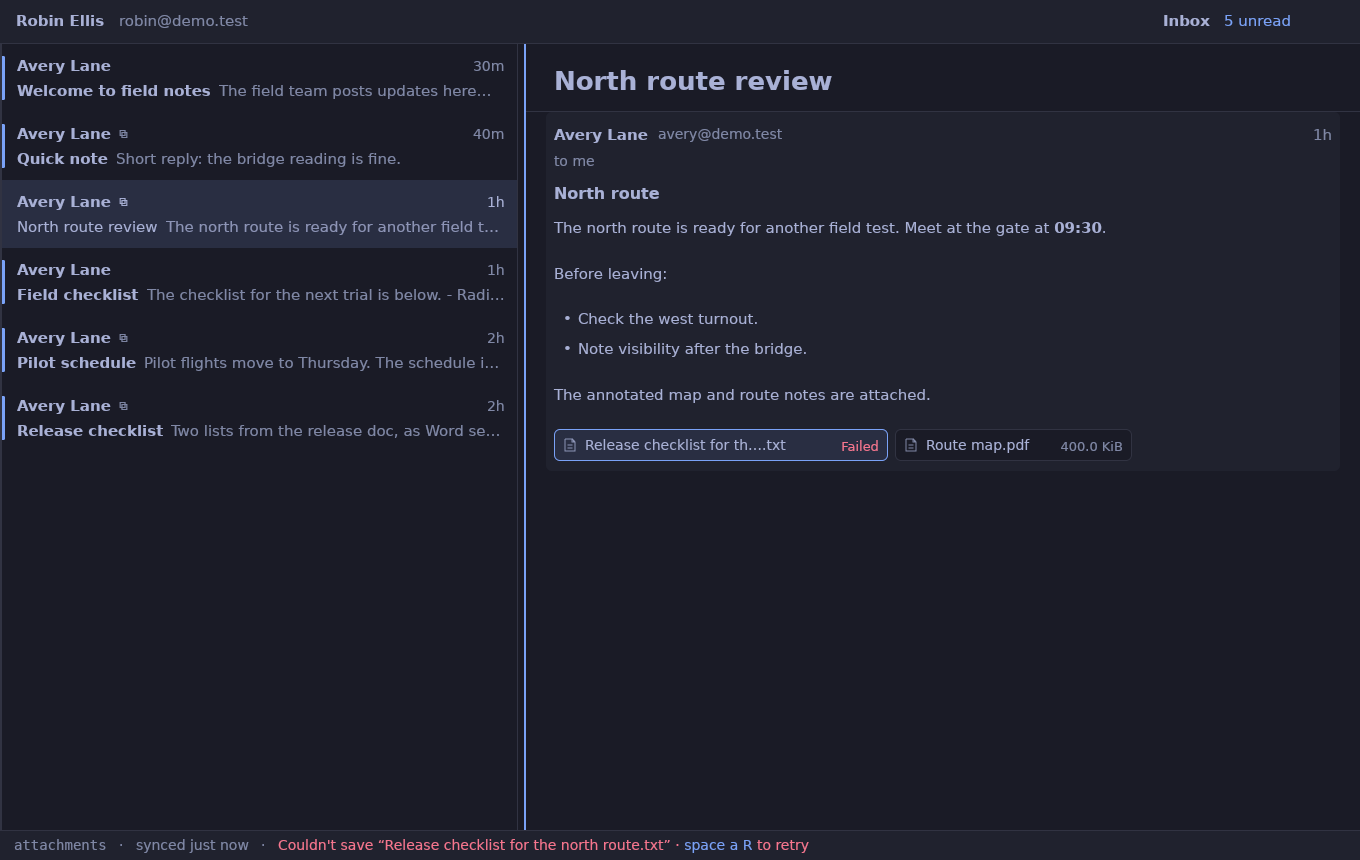 Robin Ellis robin@demo.test
Inbox 5 unread
Avery Lane 30m
Welcome to field notes The field team posts updates here…
Avery Lane 40m
Quick note Short reply: the bridge reading is fine.
Avery Lane 1h
North route review The north route is ready for another field t…
Avery Lane 1h
Field checklist The checklist for the next trial is below. - Radi…
Avery Lane 2h
Pilot schedule Pilot flights move to Thursday. The schedule i…
Avery Lane 2h
Release checklist Two lists from the release doc, as Word se…
North route review
Avery Lane avery@demo.test 1h
to me
North route
The north route is ready for another field test. Meet at the gate at 09:30.
Before leaving:
• Check the west turnout.
• Note visibility after the bridge.
The annotated map and route notes are attached.
Release checklist for th….txt Failed
Route map.pdf 400.0 KiB
attachments · synced just now · Couldn't save “Release checklist for the north route.txt” · space a R to retry